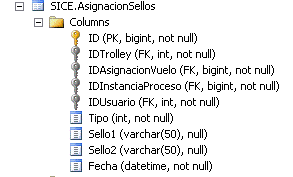 SICE.AsignacionSellos
Columns
ID (PK, bigint, not null)
IDTrolley (FK, int, not null)
IDAsignacionVuelo (FK, bigint, not null)
IDInstanciaProceso (FK, bigint, not null)
IDUsuario (FK, int, not null)
Tipo (int, not null)
Sello1 (varchar(50), null)
Sello2 (varchar(50), null)
Fecha (datetime, not null)